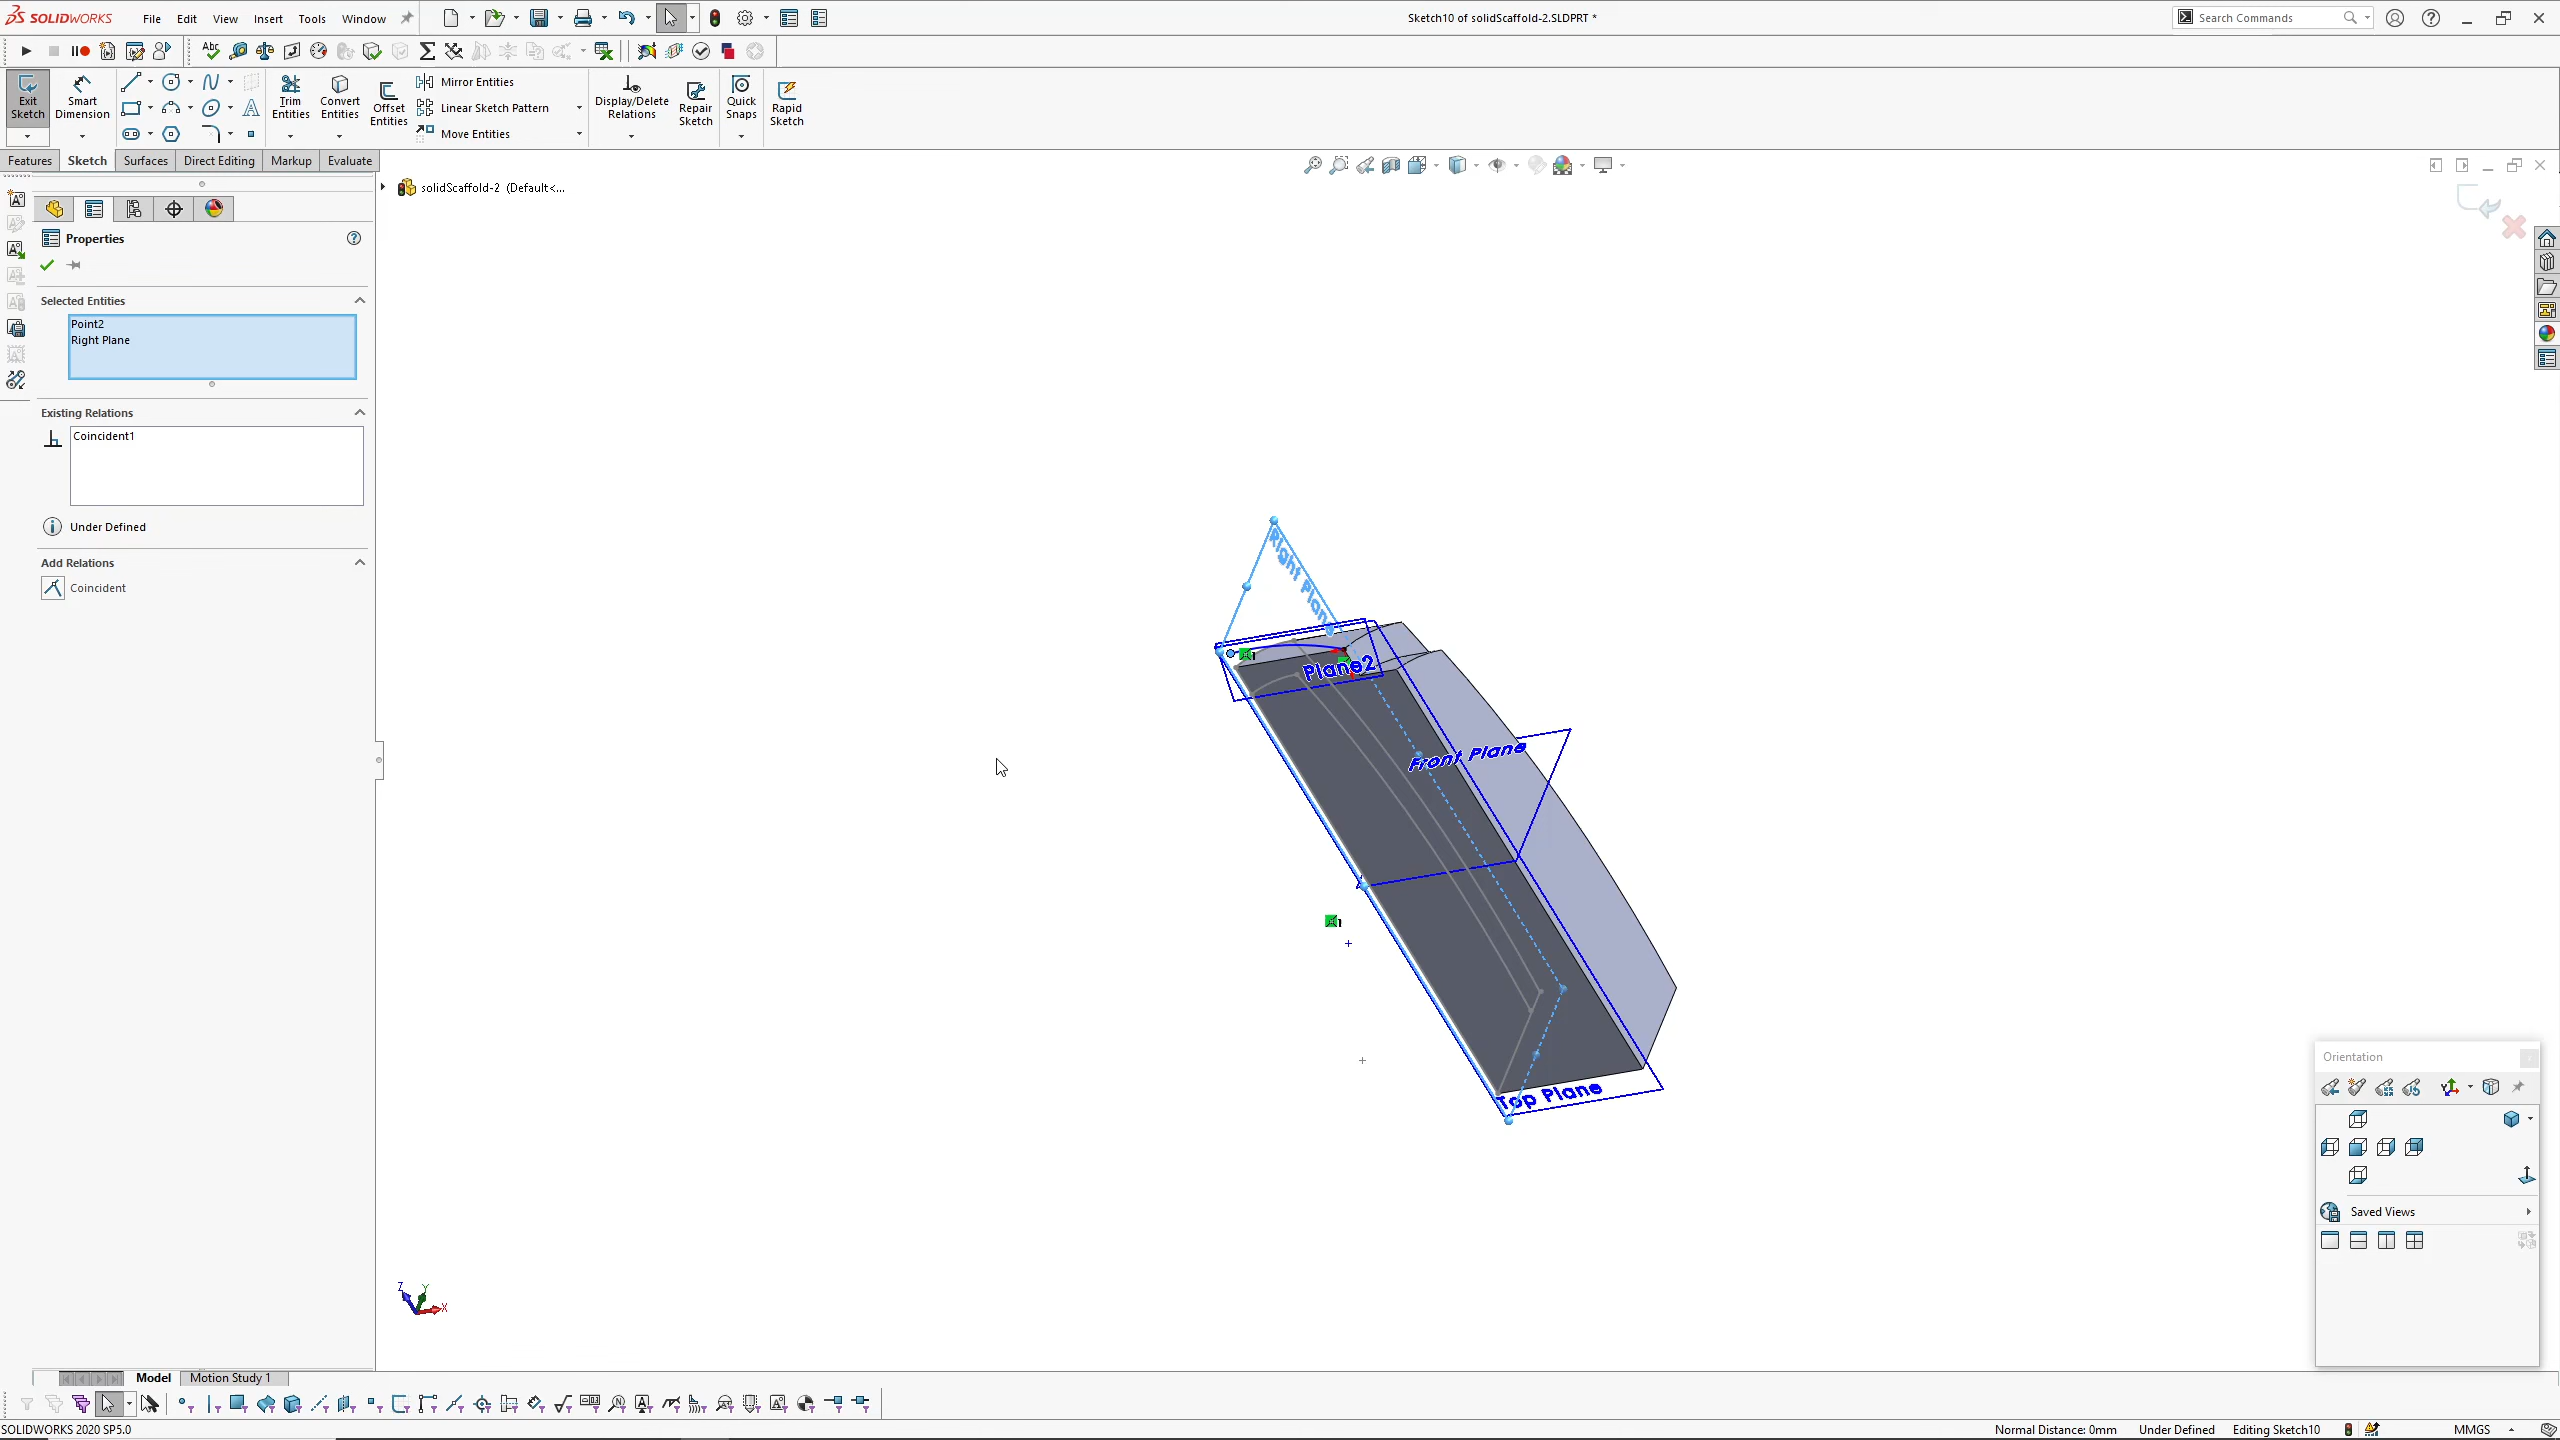 SOLIDWORKS
File
Edit
View
Insert
Tools
Window
Sketch10 of solidScaffold-2.SLDPRT *
Search Commands
Exit Sketch
Smart Dimension
Trim Entities
Convert Entities
Offset Entities
Mirror Entities
Linear Sketch Pattern
Move Entities
Display/Delete Relations
Repair Sketch
Quick Snaps
Rapid Sketch
Features
Sketch
Surfaces
Direct Editing
Markup
Evaluate
solidScaffold-2 (Default<...
Properties
Selected Entities
Point2
Right Plane
Existing Relations
Coincident1
Under Defined
Add Relations
Coincident
Right Plane
Plane2
Front Plane
Top Plane
Z
Y
X
Orientation
Saved Views
Model
Motion Study 1
SOLIDWORKS 2020 SP5.0
Normal Distance: 0mm
Under Defined
Editing Sketch10
MMGS